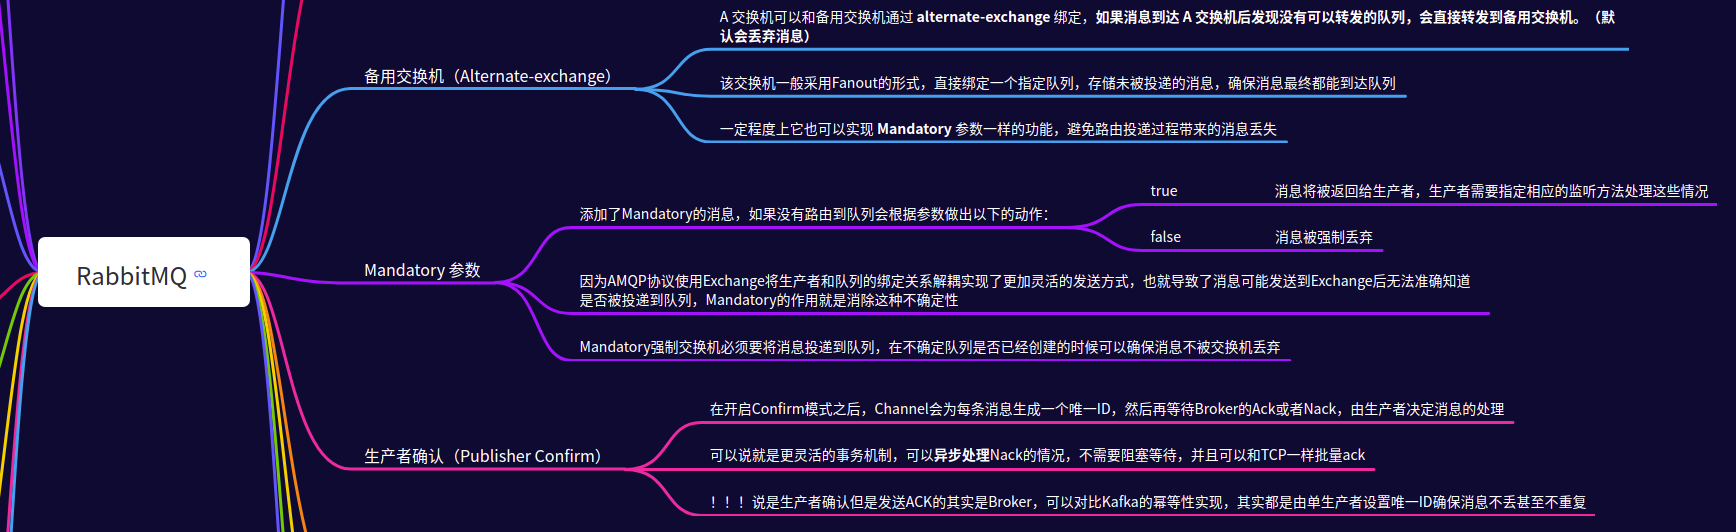 A 交换机可以和备用交换机通过 alternate-exchange 绑定，如果消息到达 A 交换机后发现没有可以转发的队列，会直接转发到备用交换机。（默
认会丢弃消息）
备用交换机（Alternate-exchange）
该交换机一般采用Fanout的形式，直接绑定一个指定队列，存储未被投递的消息，确保消息最终都能到达队列
一定程度上它也可以实现 Mandatory 参数一样的功能，避免路由投递过程带来的消息丢失
RabbitMQ
Mandatory 参数
添加了Mandatory的消息，如果没有路由到队列会根据参数做出以下的动作：
true
消息将被返回给生产者，生产者需要指定相应的监听方法处理这些情况
false
消息被强制丢弃
因为AMQP协议使用Exchange将生产者和队列的绑定关系解耦实现了更加灵活的发送方式，也就导致了消息可能发送到Exchange后无法准确知道
是否被投递到队列，Mandatory的作用就是消除这种不确定性
Mandatory强制交换机必须要将消息投递到队列，在不确定队列是否已经创建的时候可以确保消息不被交换机丢弃
生产者确认（Publisher Confirm）
在开启Confirm模式之后，Channel会为每条消息生成一个唯一ID，然后再等待Broker的Ack或者Nack，由生产者决定消息的处理
可以说就是更灵活的事务机制，可以异步处理Nack的情况，不需要阻塞等待，并且可以和TCP一样批量ack
！！！说是生产者确认但是发送ACK的其实是Broker，可以对比Kafka的幂等性实现，其实都是由单生产者设置唯一ID确保消息不丢甚至不重复